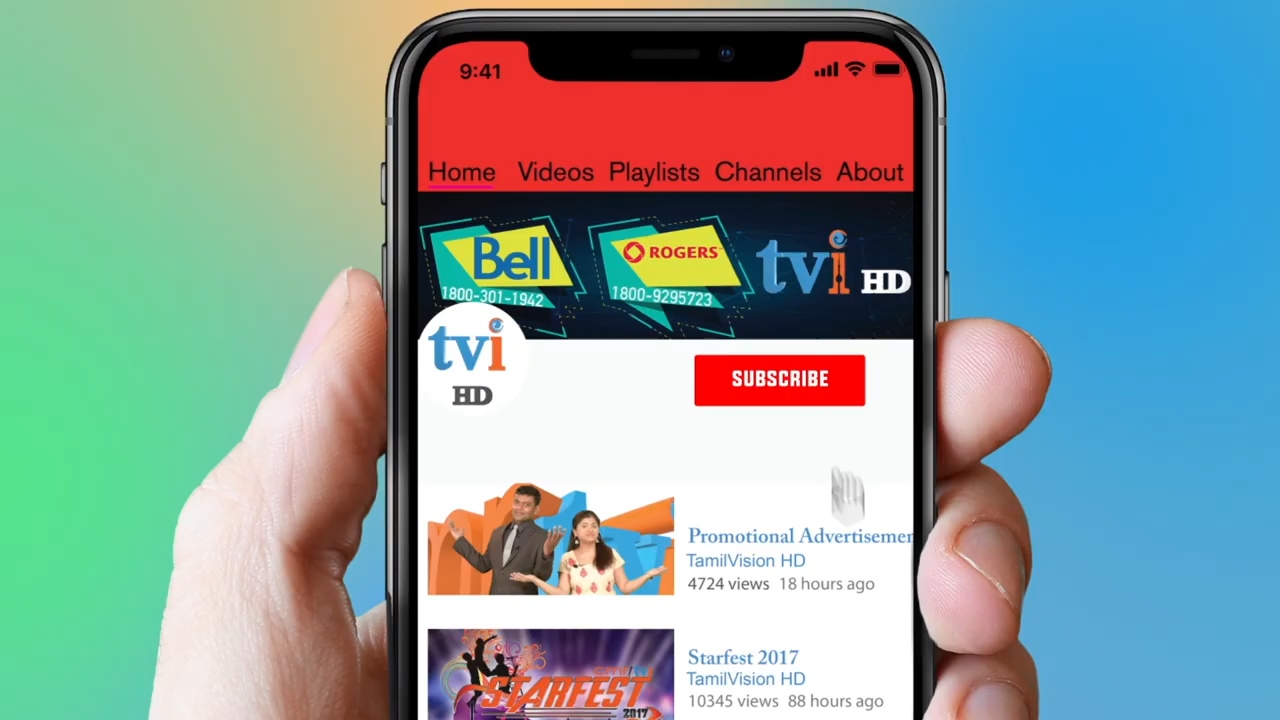 9:41
Home Videos Playlists Channels About
Bell
1800-301-1942
ROGERS
1800-9295723
tvi HD
tvi
HD
SUBSCRIBE
Promotional Advertisemen
TamilVision HD
4724 views 18 hours ago
Starfest 2017
TamilVision HD
10345 views 88 hours ago
STARFEST
2017